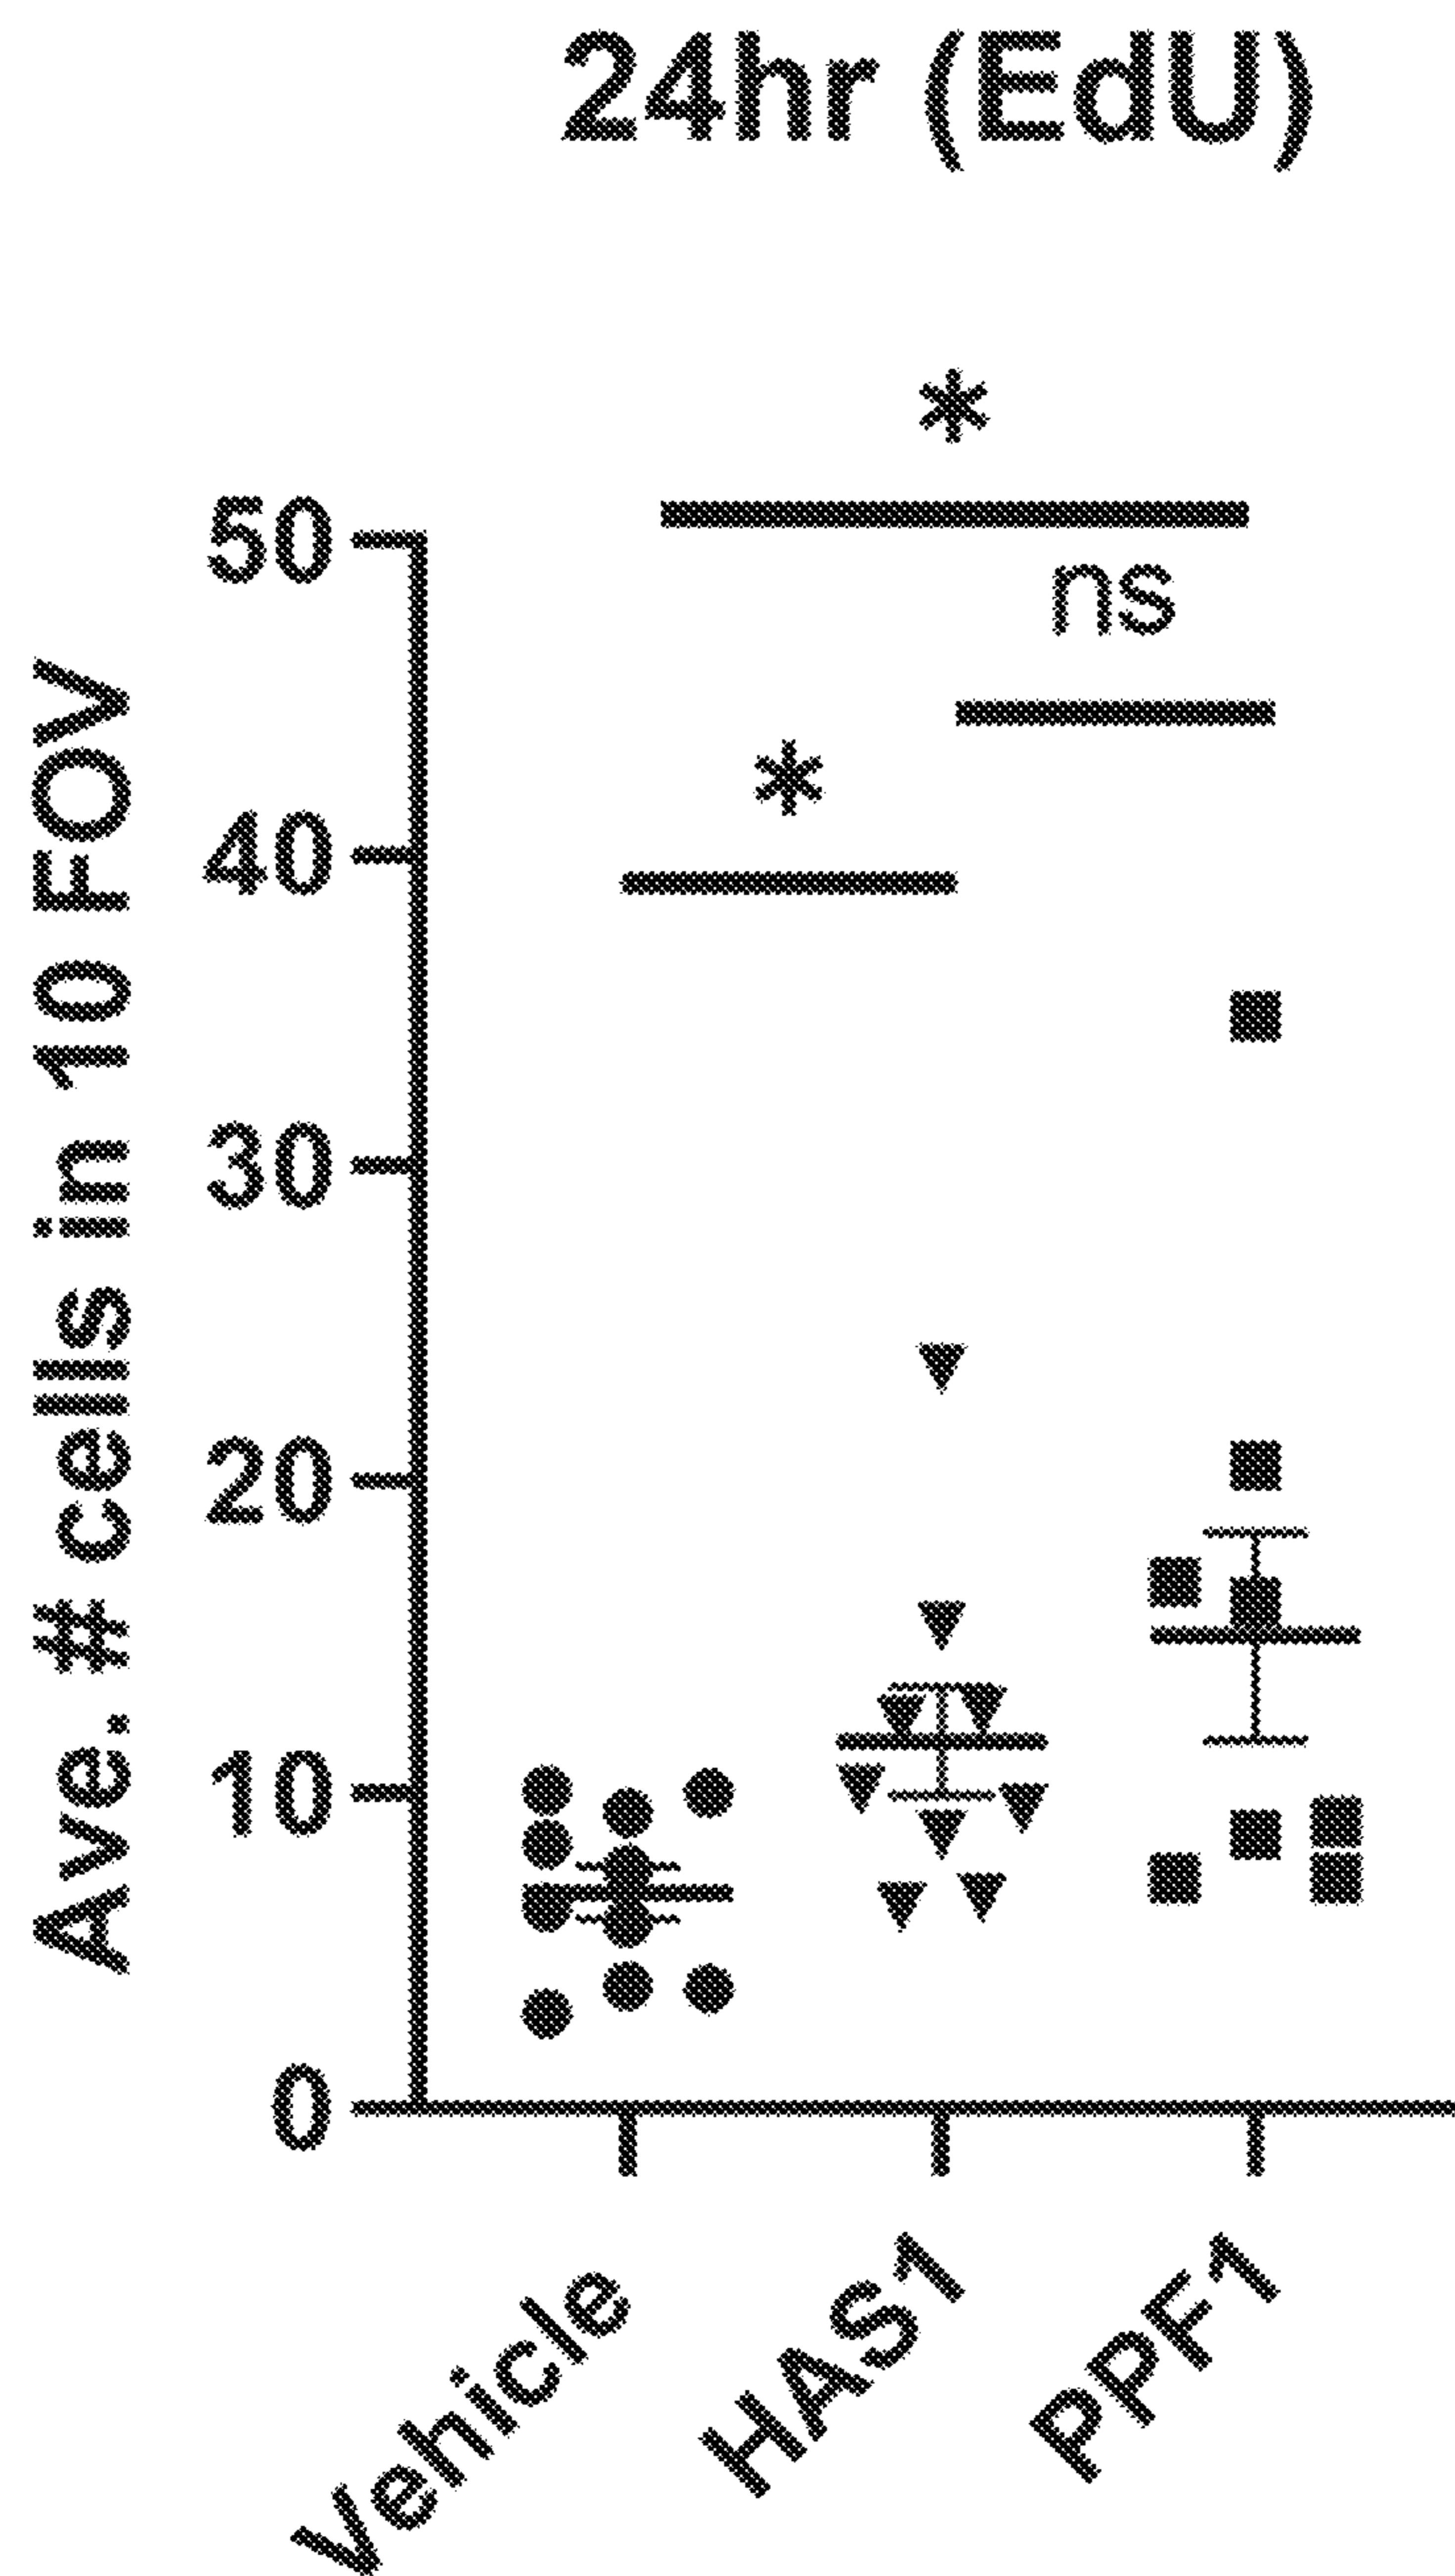 24hr (EdU)
*
50
ns
*
40
30
20
10
0
Ave. # cells in 10 FOV
Vehicle
HAS1
PPF1